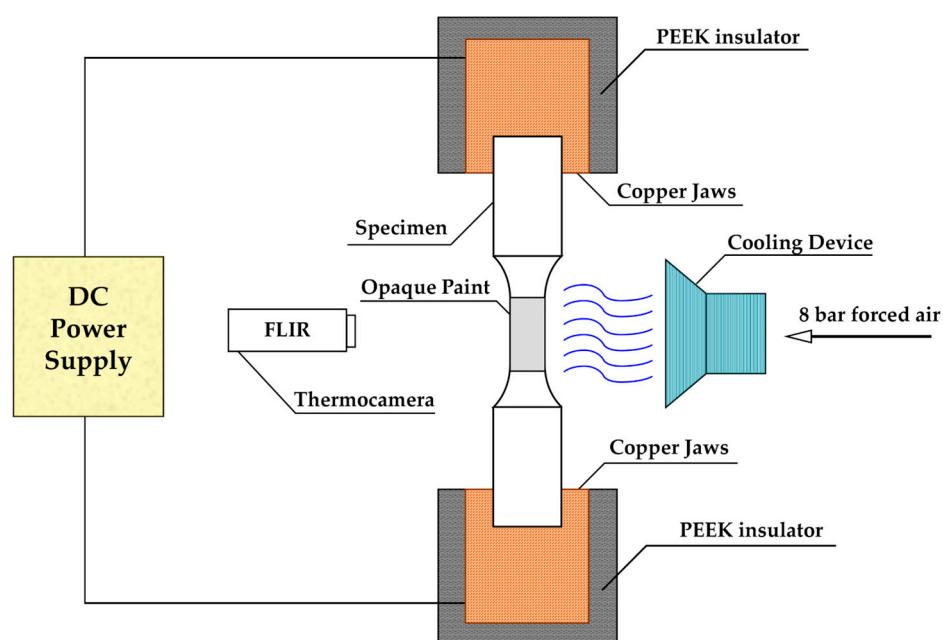 PEEK insulator
Copper Jaws
Specimen
Cooling Device
Opaque Paint
DC
Power
Supply
FLIR
8 bar forced air
Thermocamera
Copper Jaws
PEEK insulator